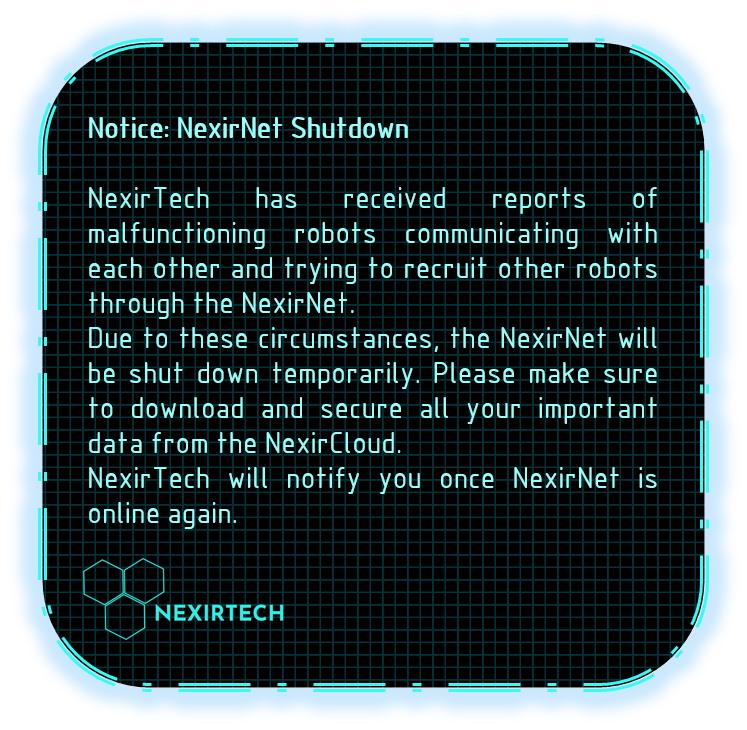 Notice: NexirNet Shutdown
NexirTech has received reports of
malfunctioning robots communicating with
each other and trying to recruit other robots
through the NexirNet.
Due to these circumstances, the NexirNet will
be shut down temporarily. Please make sure
to download and secure all your important
data from the NexirCloud.
NexirTech will notify you once NexirNet is
online again.
NEXIRTECH